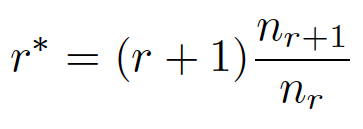 r* = (r + 1) n_{r+1} / n_r